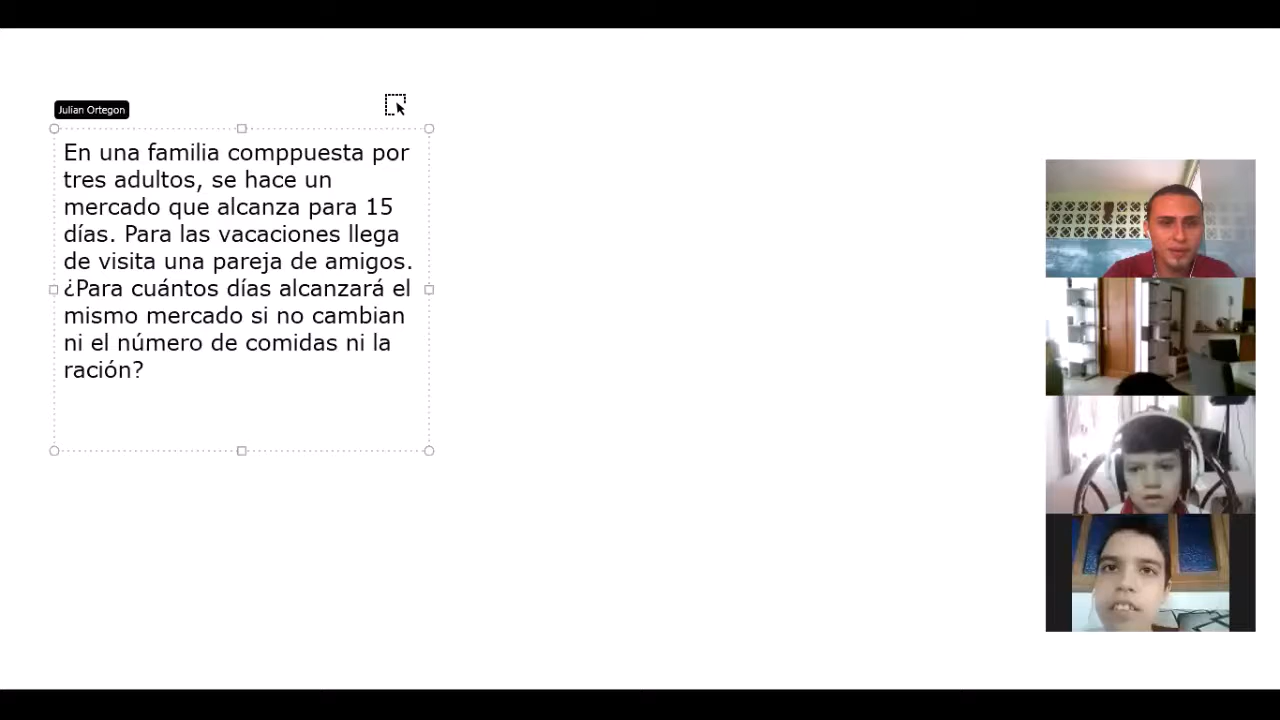 Julian Ortegon
En una familia comppuesta por
tres adultos, se hace un
mercado que alcanza para 15
días. Para las vacaciones llega
de visita una pareja de amigos.
¿Para cuántos días alcanzará el
mismo mercado si no cambian
ni el número de comidas ni la
ración?